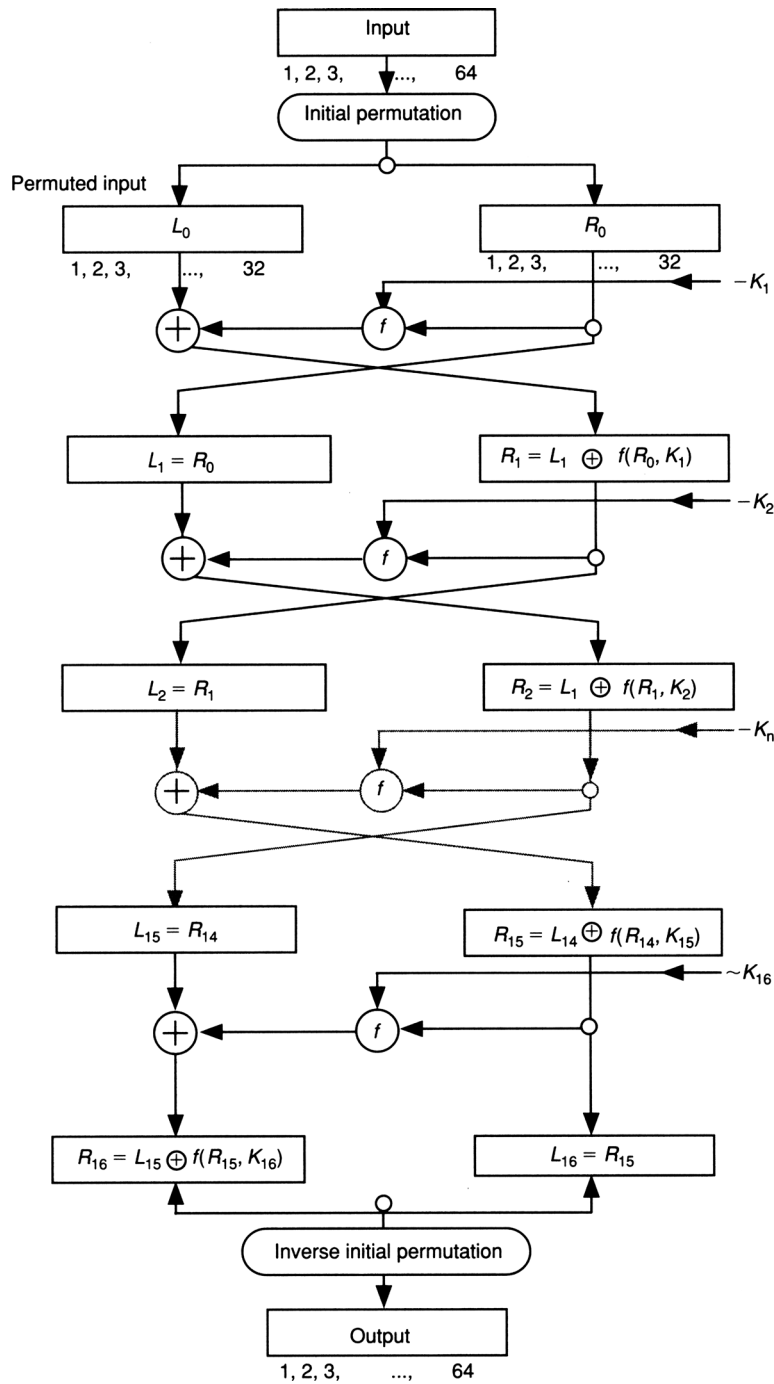 Input
1, 2, 3, ..., 64
Initial permutation
Permuted input
L₀
R₀
1, 2, 3, ..., 32
1, 2, 3, ..., 32
−K₁
+
f
L₁ = R₀
R₁ = L₁ ⊕ f(R₀, K₁)
−K₂
+
f
L₂ = R₁
R₂ = L₁ ⊕ f(R₁, K₂)
−Kₙ
+
f
L₁₅ = R₁₄
R₁₅ = L₁₄ ⊕ f(R₁₄, K₁₅)
~K₁₆
+
f
R₁₆ = L₁₅ ⊕ f(R₁₅, K₁₆)
L₁₆ = R₁₅
Inverse initial permutation
Output
1, 2, 3, ..., 64